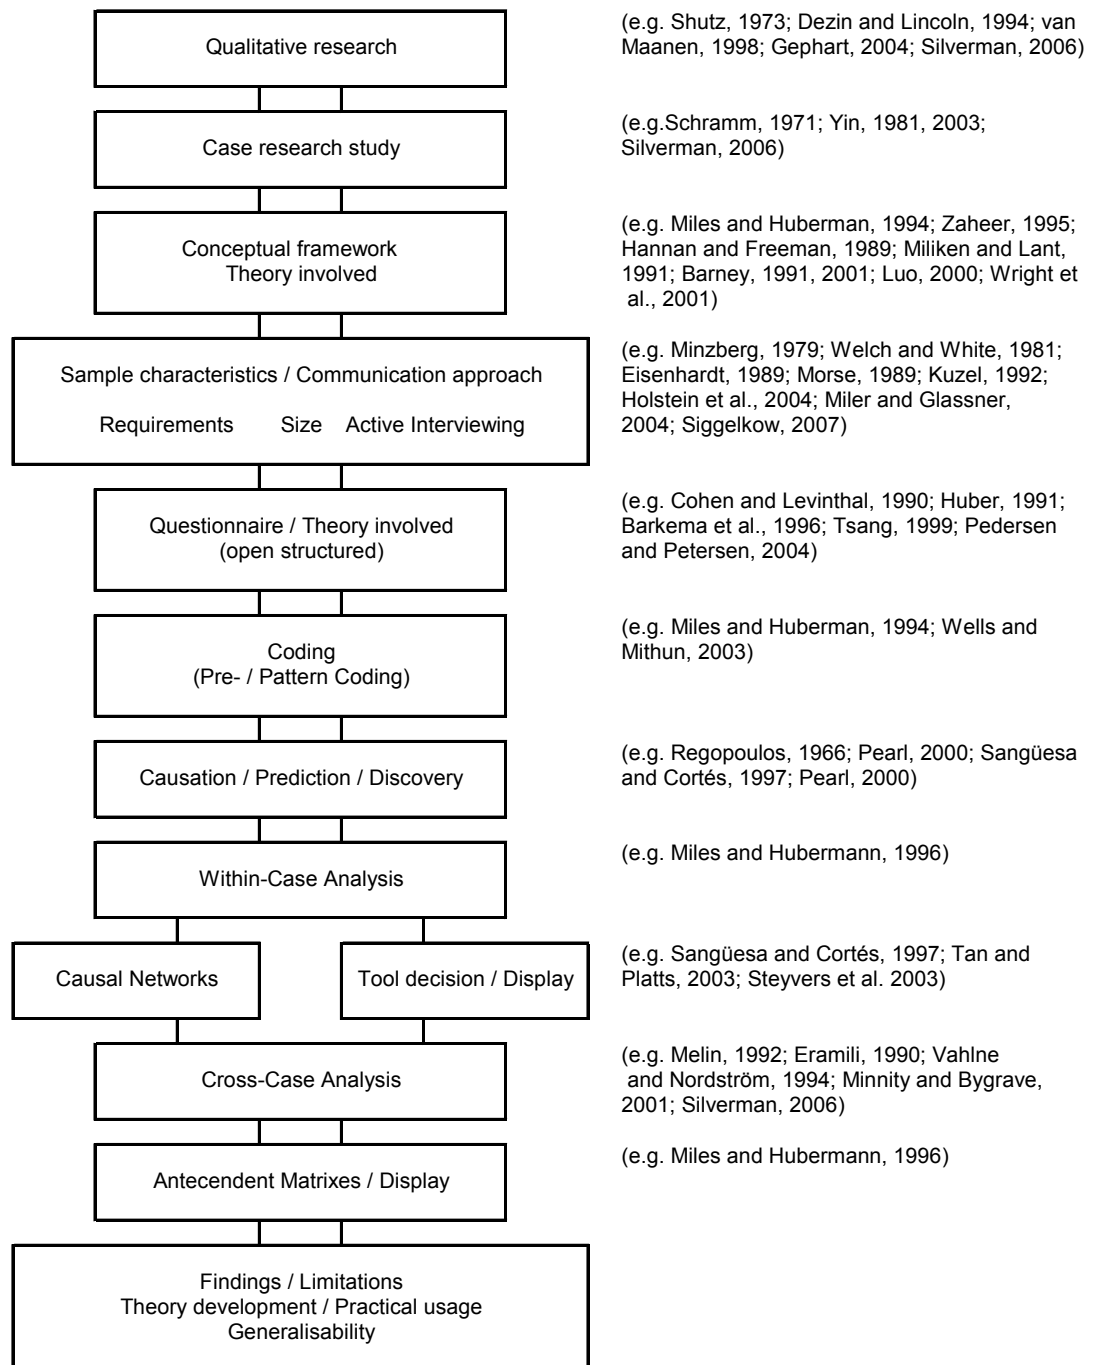 Qualitative research
(e.g. Shutz, 1973; Dezin and Lincoln, 1994; van
Maanen, 1998; Gephart, 2004; Silverman, 2006)
Case research study
(e.g.Schramm, 1971; Yin, 1981, 2003;
Silverman, 2006)
Conceptual framework
Theory involved
(e.g. Miles and Huberman, 1994; Zaheer, 1995;
Hannan and Freeman, 1989; Miliken and Lant,
1991; Barney, 1991, 2001; Luo, 2000; Wright et
al., 2001)
Sample characteristics / Communication approach
Requirements Size Active Interviewing
(e.g. Minzberg, 1979; Welch and White, 1981;
Eisenhardt, 1989; Morse, 1989; Kuzel, 1992;
Holstein et al., 2004; Miler and Glassner,
2004; Siggelkow, 2007)
Questionnaire / Theory involved
(open structured)
(e.g. Cohen and Levinthal, 1990; Huber, 1991;
Barkema et al., 1996; Tsang, 1999; Pedersen
and Petersen, 2004)
Coding
(Pre- / Pattern Coding)
(e.g. Miles and Huberman, 1994; Wells and
Mithun, 2003)
Causation / Prediction / Discovery
(e.g. Regopoulos, 1966; Pearl, 2000; Sangüesa
and Cortés, 1997; Pearl, 2000)
Within-Case Analysis
(e.g. Miles and Hubermann, 1996)
Causal Networks
Tool decision / Display
(e.g. Sangüesa and Cortés, 1997; Tan and
Platts, 2003; Steyvers et al. 2003)
Cross-Case Analysis
(e.g. Melin, 1992; Eramili, 1990; Vahlne
and Nordström, 1994; Minnity and Bygrave,
2001; Silverman, 2006)
Antecendent Matrixes / Display
(e.g. Miles and Hubermann, 1996)
Findings / Limitations
Theory development / Practical usage
Generalisability